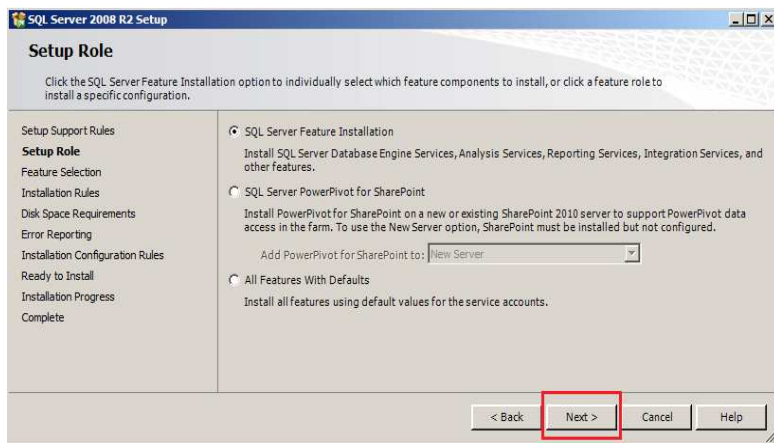 SQL Server 2008 R2 Setup
Setup Role
Click the SQL Server Feature Installation option to individually select which feature components to install, or click a feature role to
install a specific configuration.
Setup Support Rules
Setup Role
Feature Selection
Installation Rules
Disk Space Requirements
Error Reporting
Installation Configuration Rules
Ready to Install
Installation Progress
Complete
SQL Server Feature Installation
Install SQL Server Database Engine Services, Analysis Services, Reporting Services, Integration Services, and
other features.
SQL Server PowerPivot for SharePoint
Install PowerPivot for SharePoint on a new or existing SharePoint 2010 server to support PowerPivot data
access in the farm. To use the New Server option, SharePoint must be installed but not configured.
Add PowerPivot for SharePoint to: New Server
All Features With Defaults
Install all features using default values for the service accounts.
< Back Next > Cancel Help